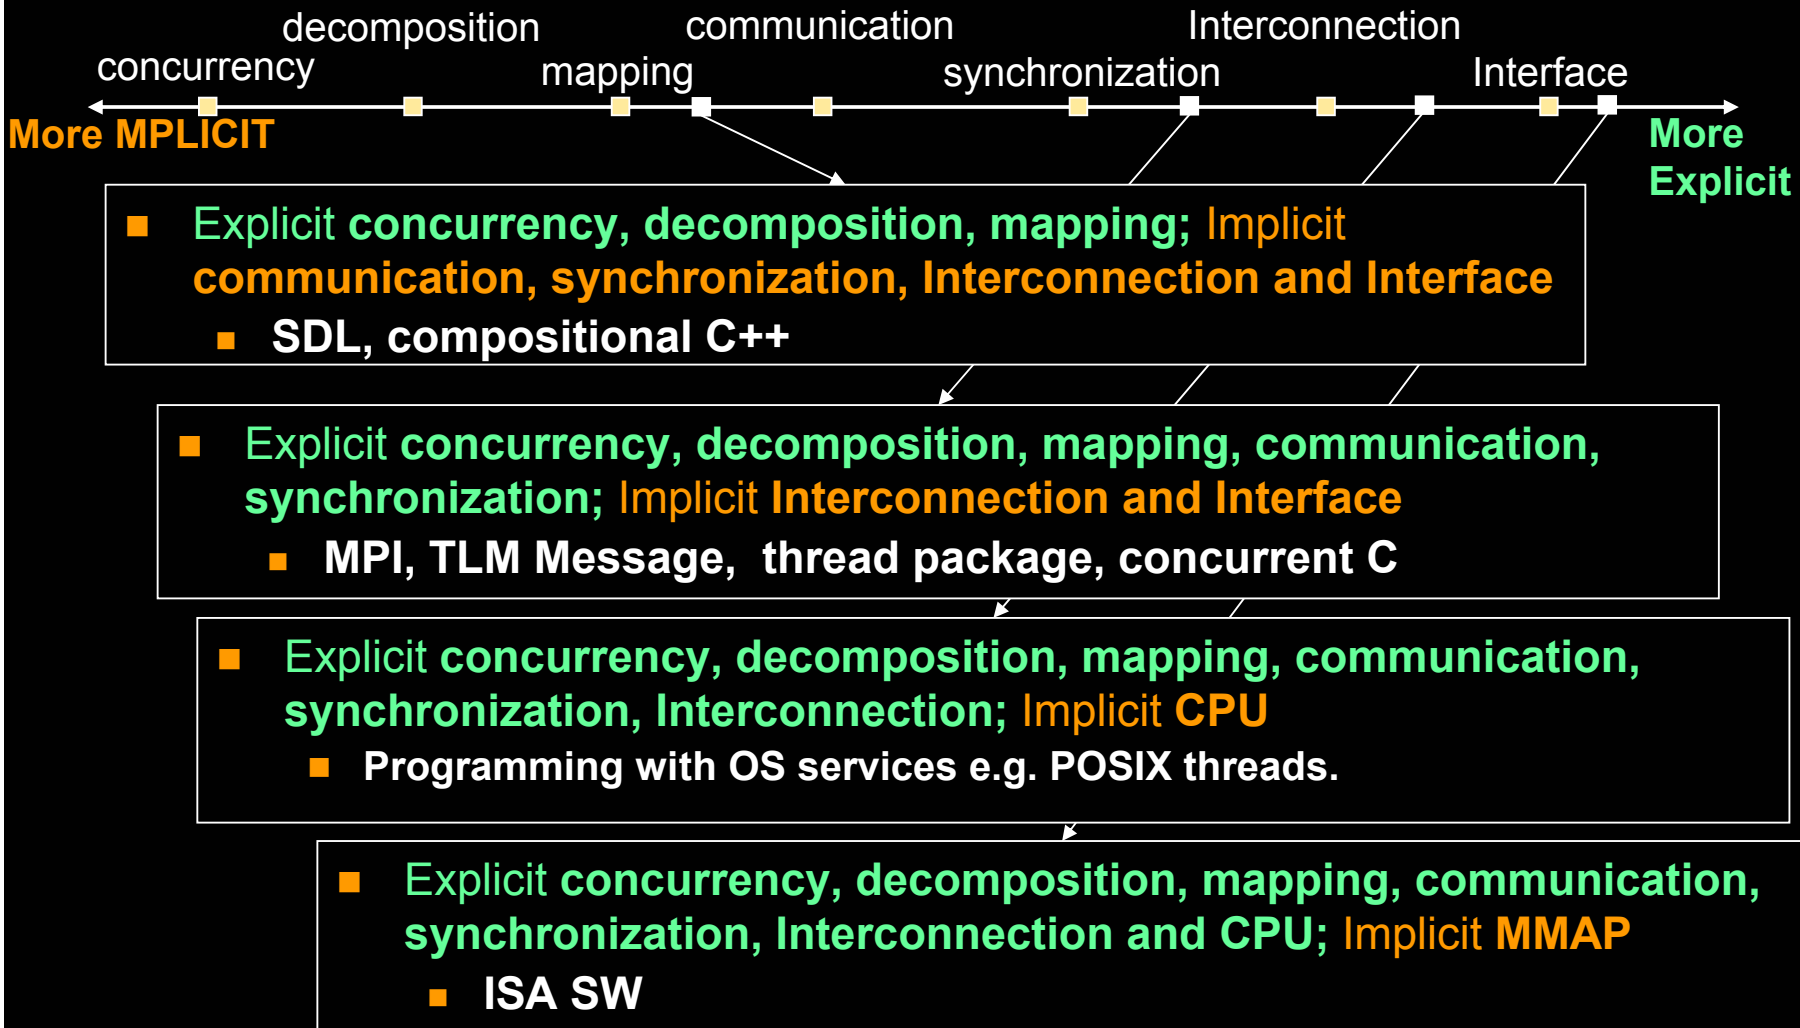 decomposition communication Interconnection
concurrency mapping synchronization Interface
More MPLICIT
More
Explicit
Explicit concurrency, decomposition, mapping; Implicit
communication, synchronization, Interconnection and Interface
SDL, compositional C++
Explicit concurrency, decomposition, mapping, communication,
synchronization; Implicit Interconnection and Interface
MPI, TLM Message, thread package, concurrent C
Explicit concurrency, decomposition, mapping, communication,
synchronization, Interconnection; Implicit CPU
Programming with OS services e.g. POSIX threads.
Explicit concurrency, decomposition, mapping, communication,
synchronization, Interconnection and CPU; Implicit MMAP
ISA SW